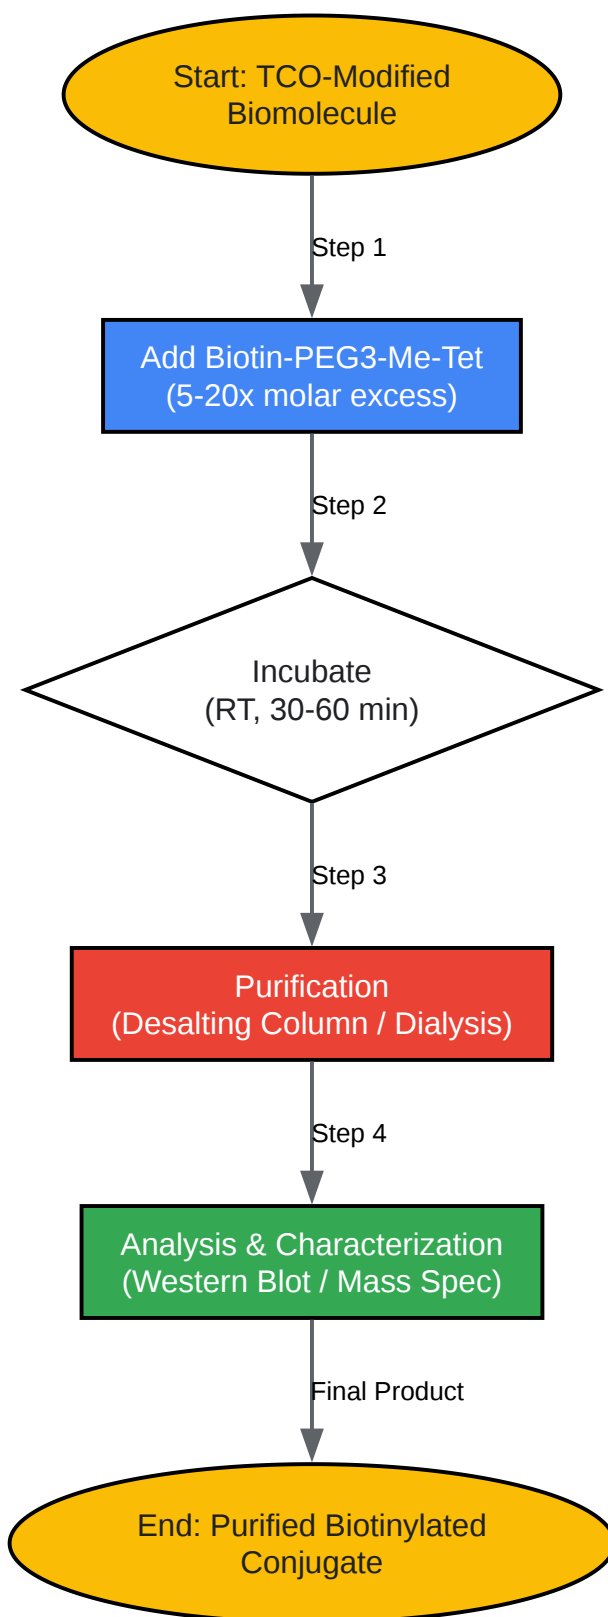 Start: TCO-Modified
Biomolecule
Step 1
Add Biotin-PEG3-Me-Tet
(5-20x molar excess)
Step 2
Incubate
(RT, 30-60 min)
Step 3
Purification
(Desalting Column / Dialysis)
Step 4
Analysis & Characterization
(Western Blot / Mass Spec)
Final Product
End: Purified Biotinylated
Conjugate